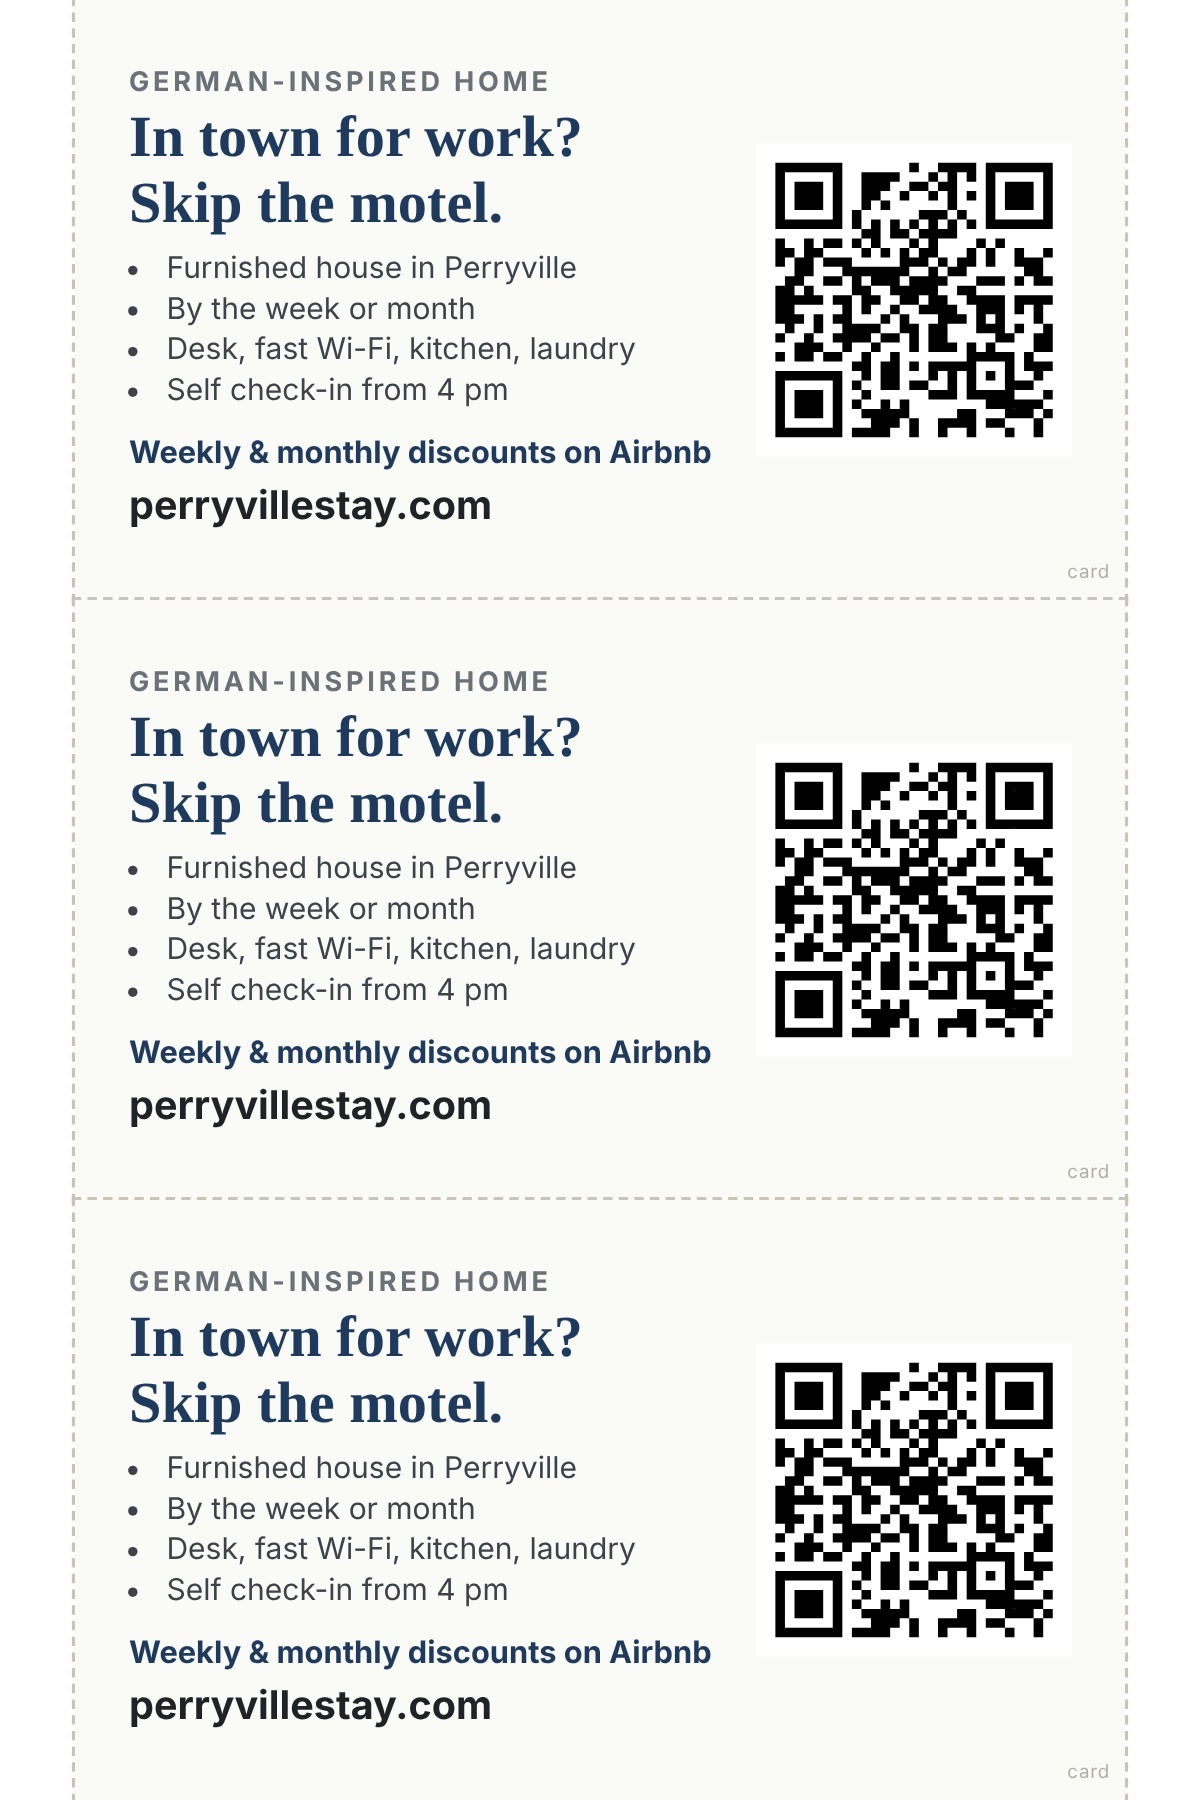 GERMAN-INSPIRED HOME
In town for work?
Skip the motel.
• Furnished house in Perryville
• By the week or month
• Desk, fast Wi-Fi, kitchen, laundry
• Self check-in from 4 pm
Weekly & monthly discounts on Airbnb
perryvillestay.com
card
GERMAN-INSPIRED HOME
In town for work?
Skip the motel.
• Furnished house in Perryville
• By the week or month
• Desk, fast Wi-Fi, kitchen, laundry
• Self check-in from 4 pm
Weekly & monthly discounts on Airbnb
perryvillestay.com
card
GERMAN-INSPIRED HOME
In town for work?
Skip the motel.
• Furnished house in Perryville
• By the week or month
• Desk, fast Wi-Fi, kitchen, laundry
• Self check-in from 4 pm
Weekly & monthly discounts on Airbnb
perryvillestay.com
card